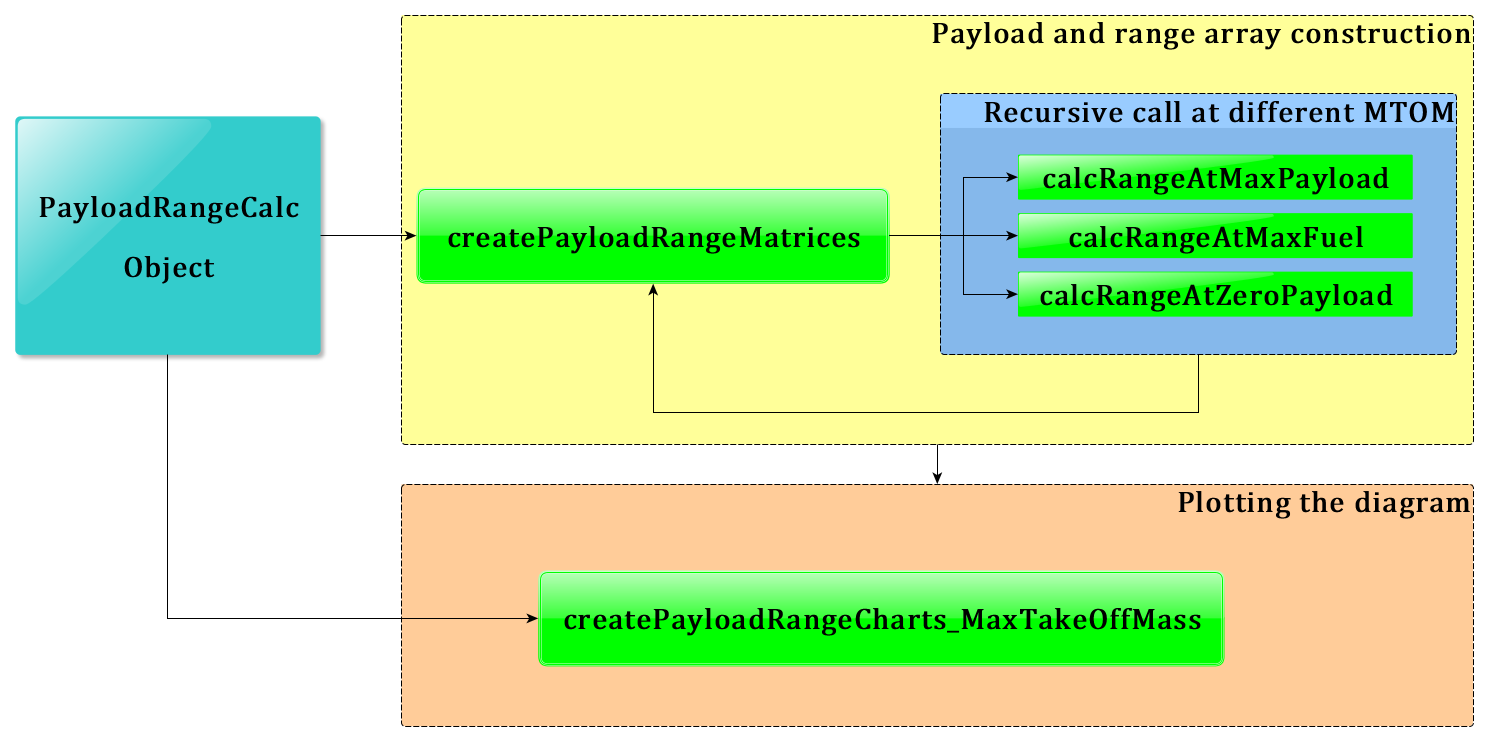 Payload and range array construction
Recursive call at different MTOM
PayloadRangeCalc
Object
createPayloadRangeMatrices
calcRangeAtMaxPayload
calcRangeAtMaxFuel
calcRangeAtZeroPayload
Plotting the diagram
createPayloadRangeCharts_MaxTakeOffMass